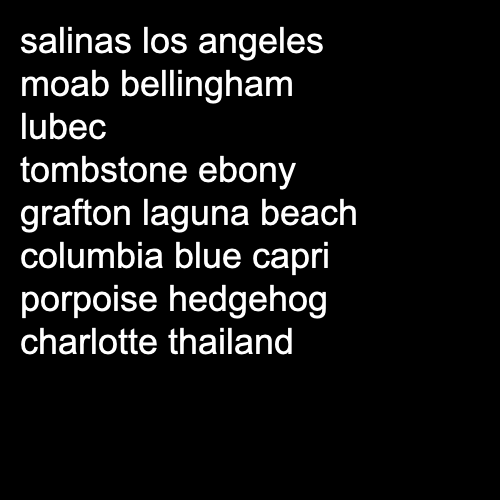 salinas los angeles
moab bellingham
lubec
tombstone ebony
grafton laguna beach
columbia blue capri
porpoise hedgehog
charlotte thailand